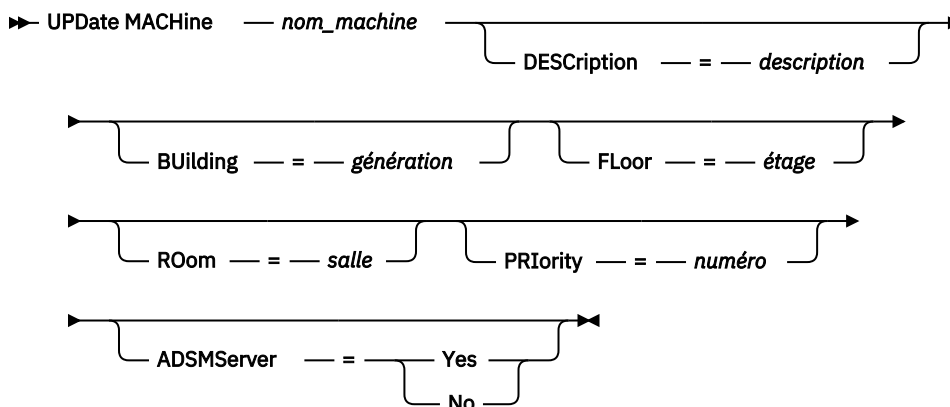 UPDate MACHine nom_machine
DESCription = description
BUilding = génération FLoor = étage
ROom = salle PRIority = numéro
ADSMServer = Yes
No